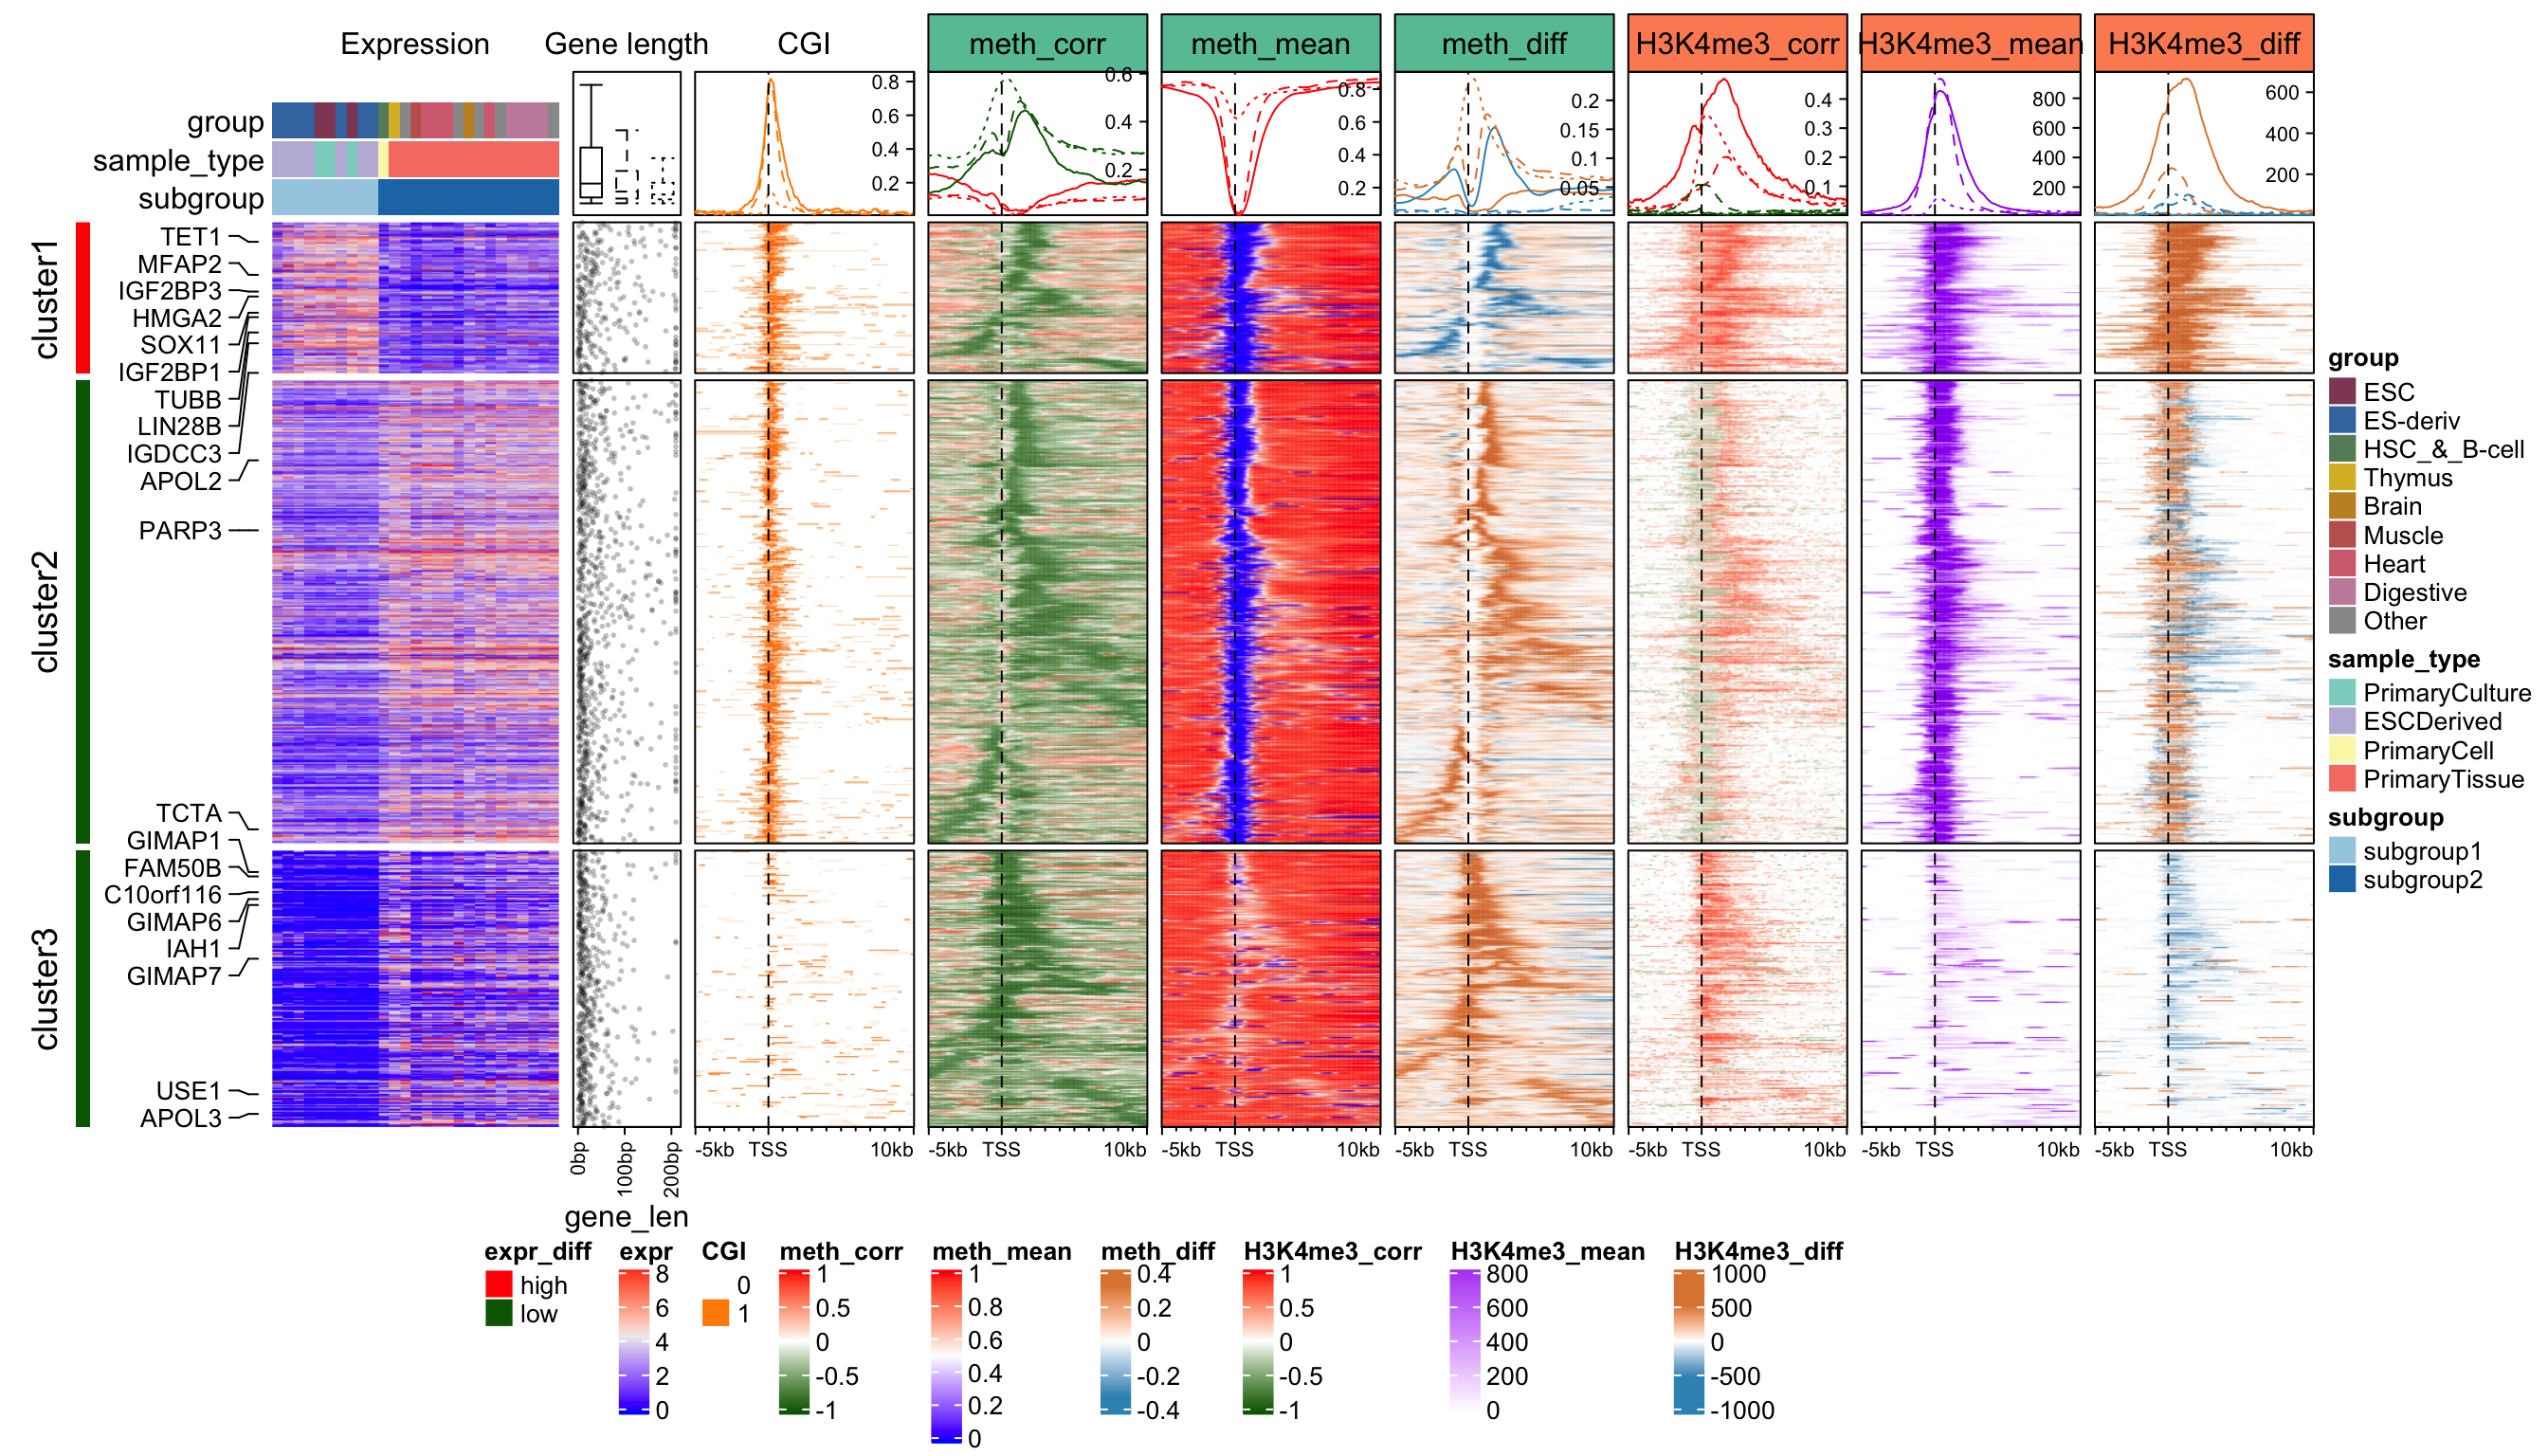 Expression
Gene length
CGI
meth_corr
meth_mean
meth_diff
H3K4me3_corr
H3K4me3_mean
H3K4me3_diff
group
sample_type
subgroup
0.8
0.6
0.4
0.2
0.6
0.4
0.2
0.8
0.6
0.4
0.2
0.2
0.15
0.1
0.05
0.4
0.3
0.2
0.1
800
600
400
200
600
400
200
cluster1
cluster2
cluster3
TET1
MFAP2
IGF2BP3
HMGA2
SOX11
IGF2BP1
TUBB
LIN28B
IGDCC3
APOL2
PARP3
TCTA
GIMAP1
FAM50B
C10orf116
GIMAP6
IAH1
GIMAP7
USE1
APOL3
0bp
100bp
200bp
gene_len
-5kb TSS 10kb
-5kb TSS 10kb
-5kb TSS 10kb
-5kb TSS 10kb
-5kb TSS 10kb
-5kb TSS 10kb
-5kb TSS 10kb
group
ESC
ES-deriv
HSC_&_B-cell
Thymus
Brain
Muscle
Heart
Digestive
Other
sample_type
PrimaryCulture
ESCDerived
PrimaryCell
PrimaryTissue
subgroup
subgroup1
subgroup2
expr_diff
high
low
expr
8
6
4
2
0
CGI
0
1
meth_corr
1
0.5
0
-0.5
-1
meth_mean
1
0.8
0.6
0.4
0.2
0
meth_diff
0.4
0.2
0
-0.2
-0.4
H3K4me3_corr
1
0.5
0
-0.5
-1
H3K4me3_mean
800
600
400
200
0
H3K4me3_diff
1000
500
0
-500
-1000